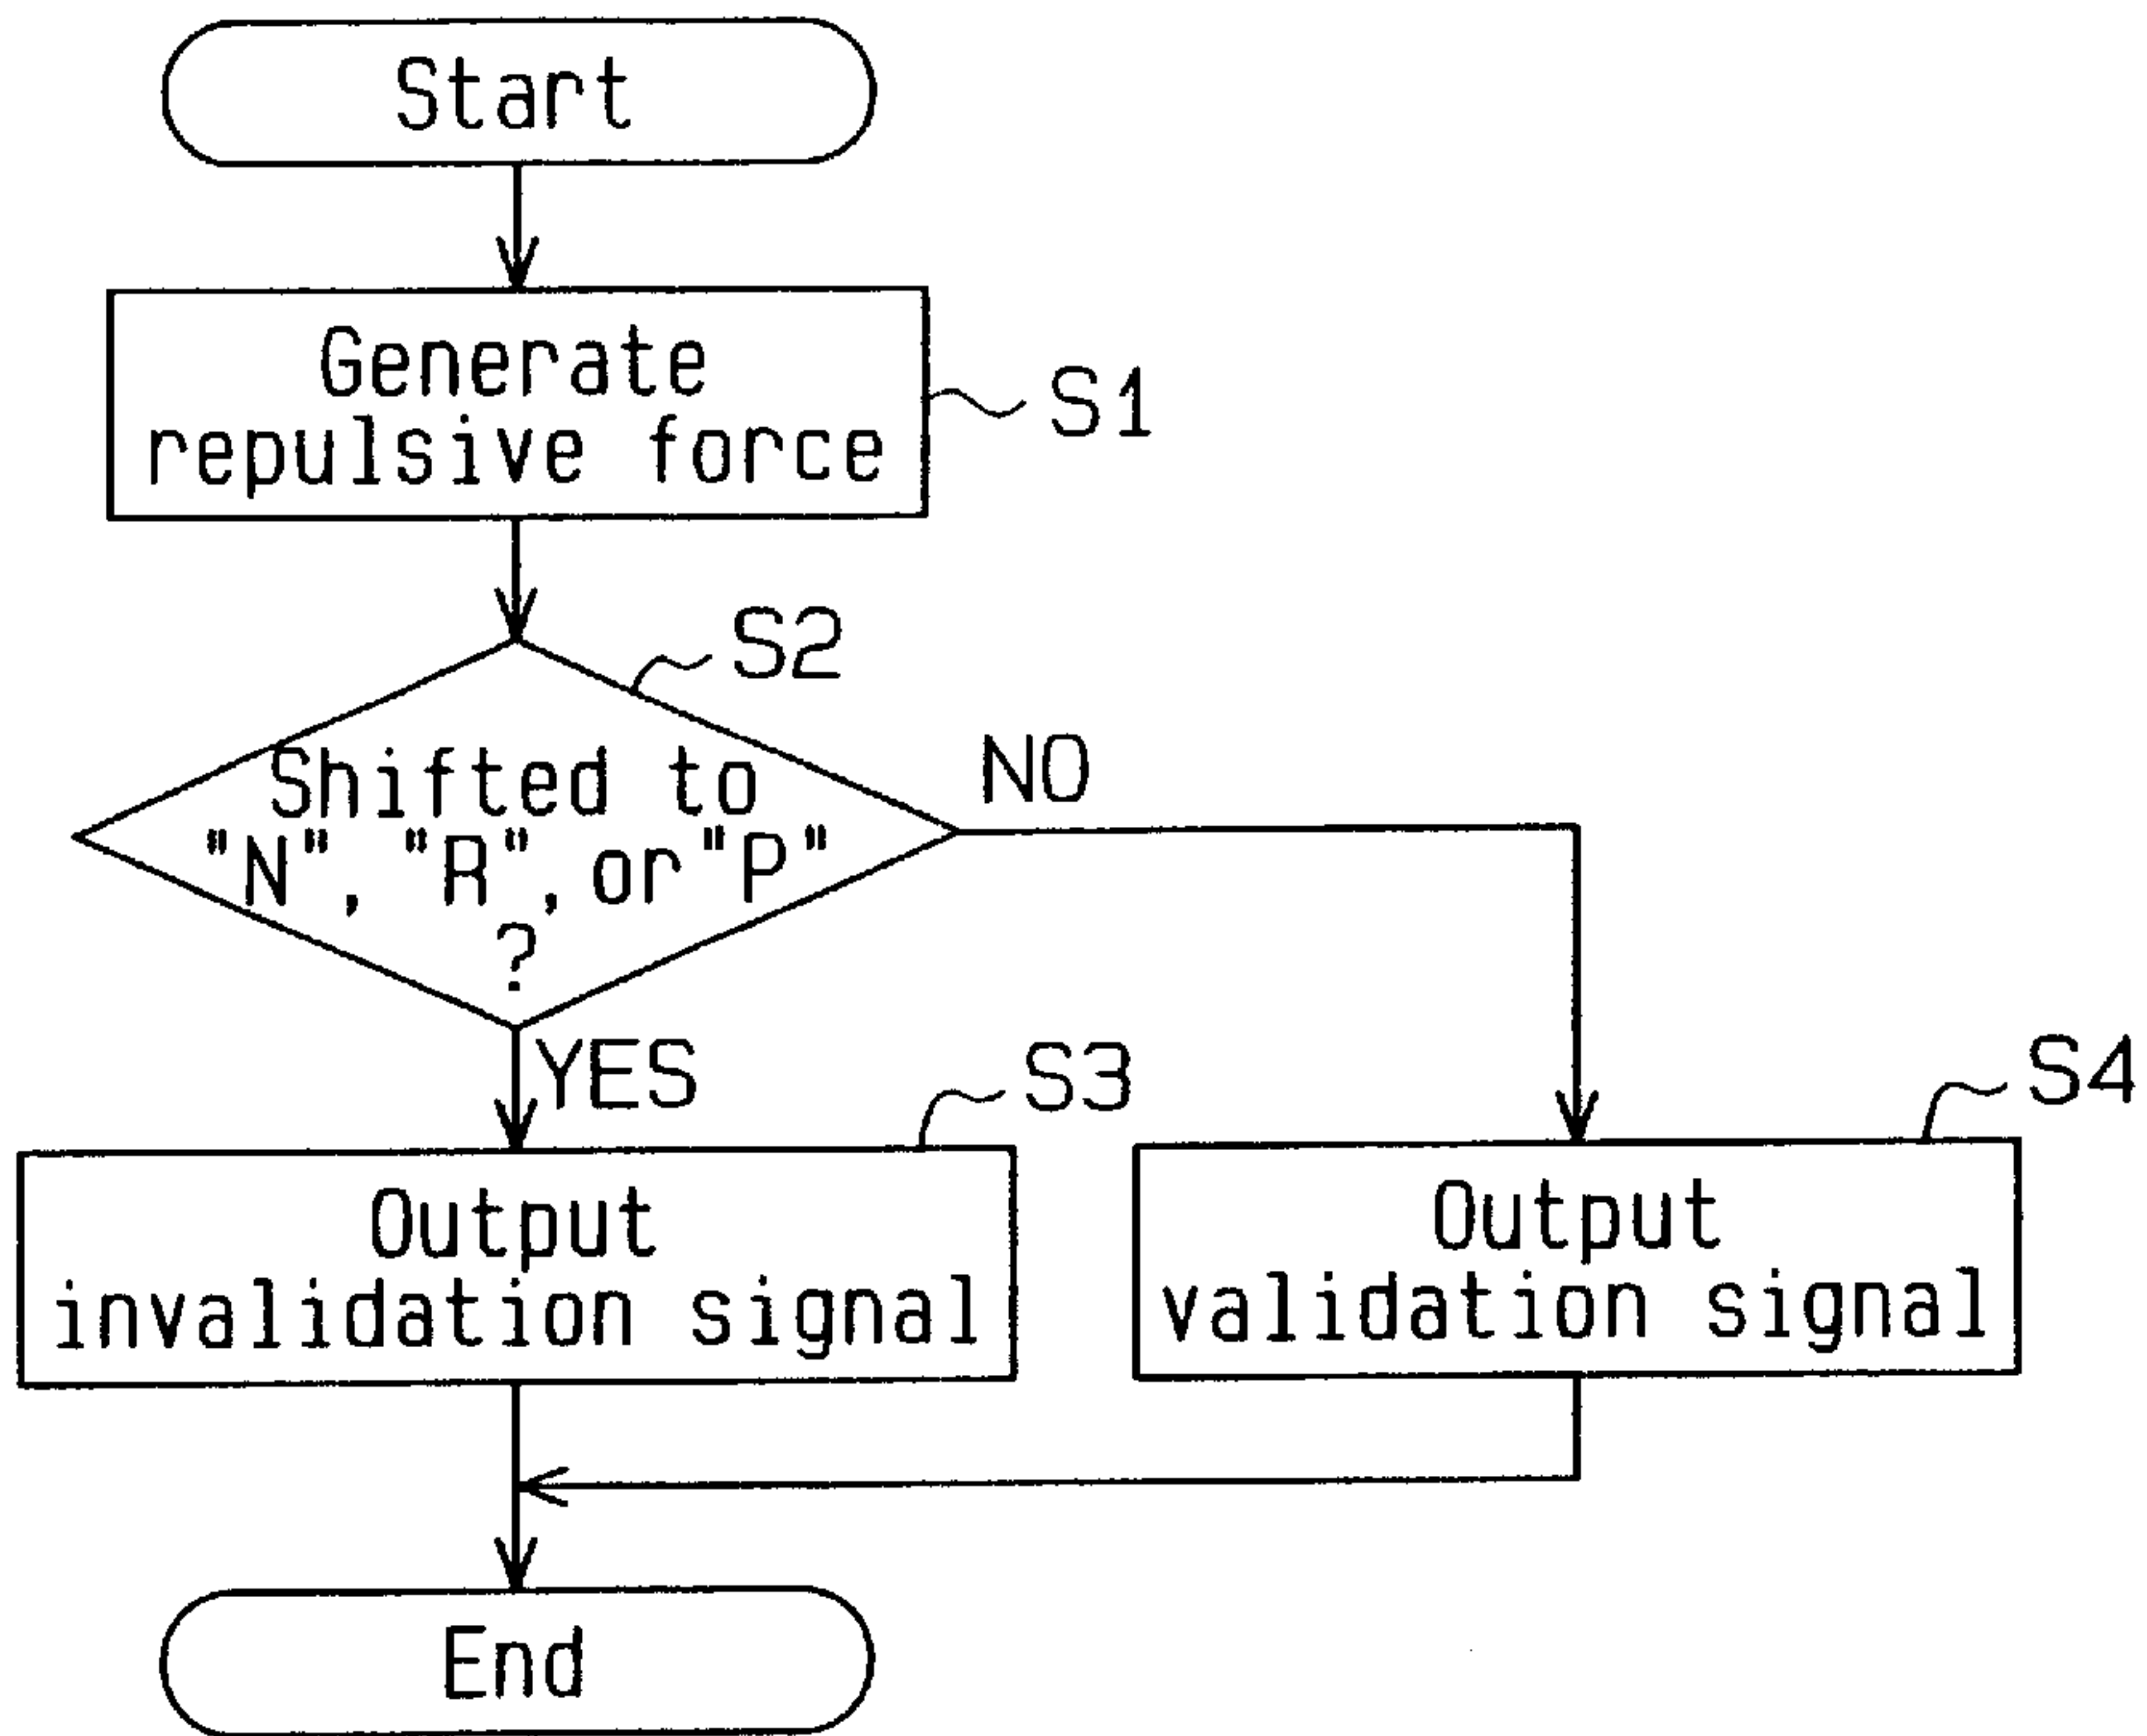 Start
Generate
repulsive force
S1
S2
Shifted to
"N", "R", or "P"
?
NO
YES
S3
S4
Output
invalidation signal
Output
validation signal
End